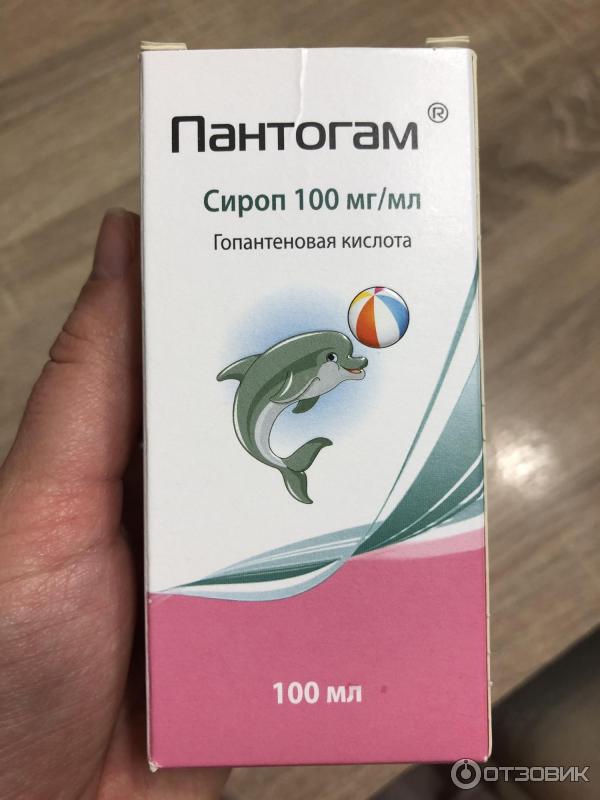 Пантогам®
Сироп 100 мг/мл
Гопантеновая кислота
100 мл
ОТЗОВИК